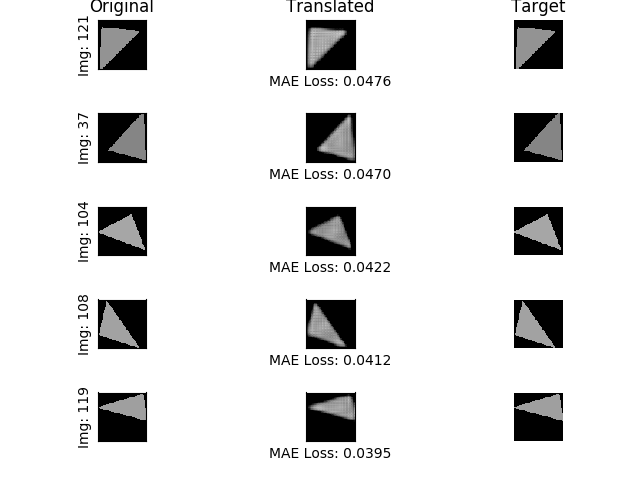 Original Translated Target
Img: 121
MAE Loss: 0.0476
Img: 37
MAE Loss: 0.0470
Img: 104
MAE Loss: 0.0422
Img: 108
MAE Loss: 0.0412
Img: 119
MAE Loss: 0.0395